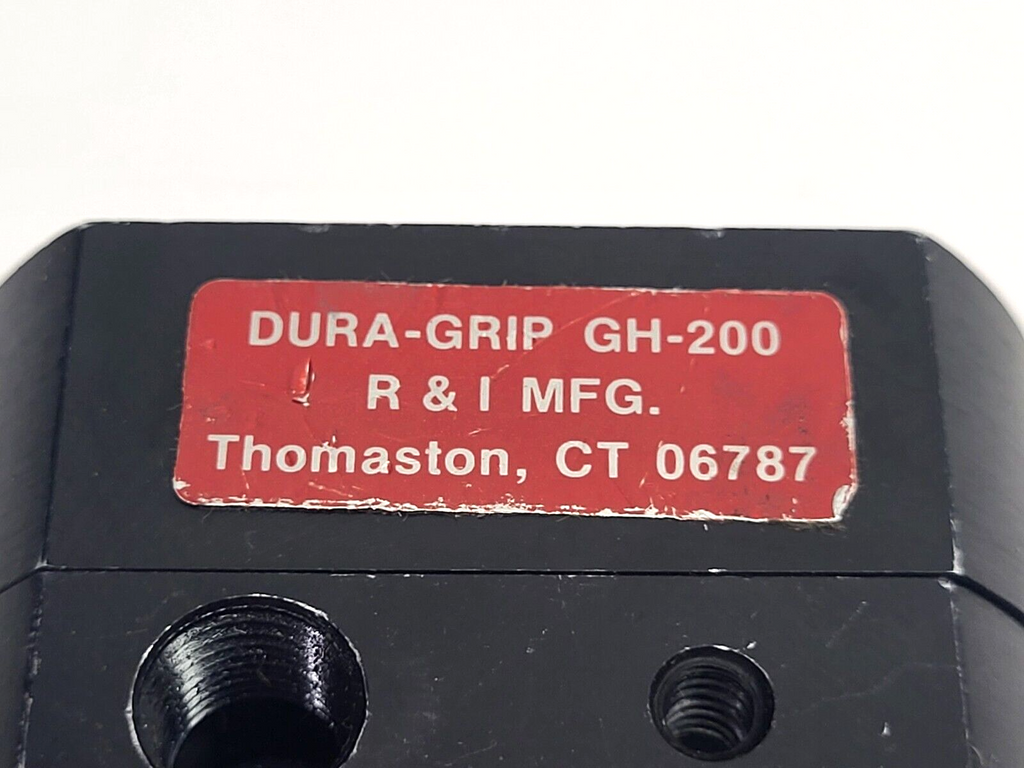 DURA-GRIP GH-200
R & I MFG.
Thomaston, CT 06787